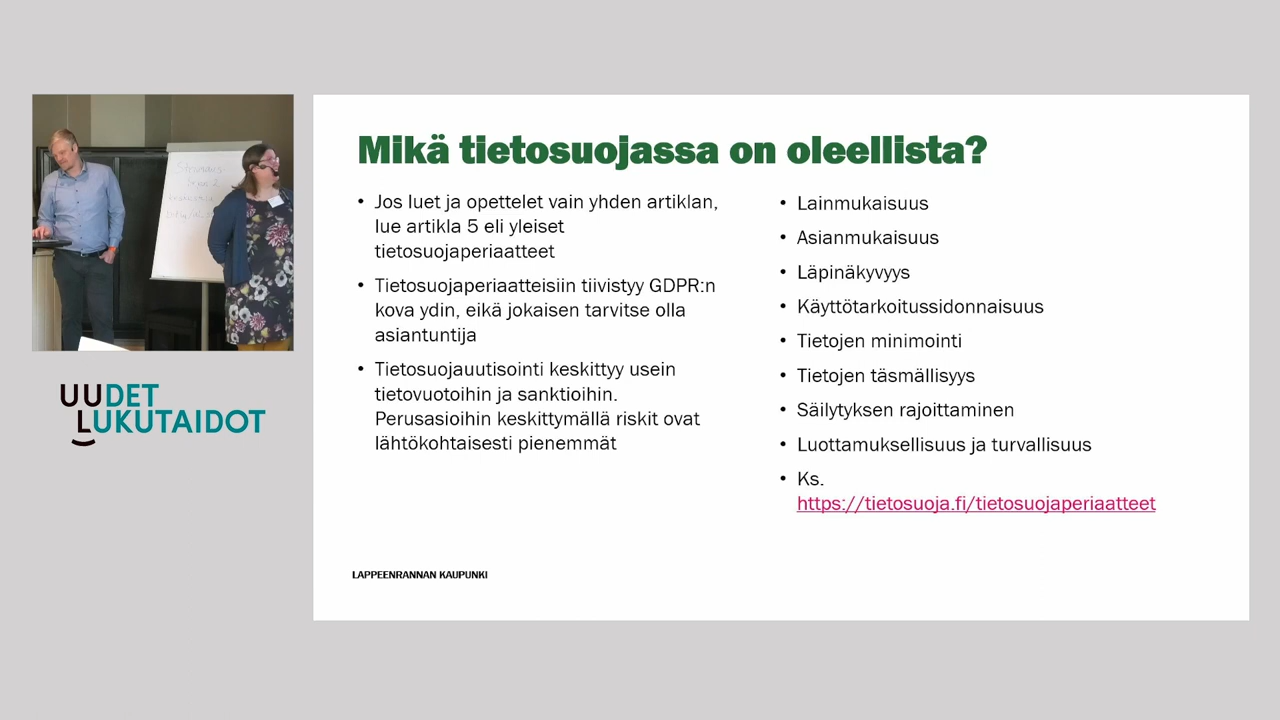 Mikä tietosuojassa on oleellista?
• Jos luet ja opettelet vain yhden artiklan,
lue artikla 5 eli yleiset
tietosuojaperiaatteet
• Tietosuojaperiaatteisiin tiivistyy GDPR:n
kova ydin, eikä jokaisen tarvitse olla
asiantuntija
• Tietosuojauutisointi keskittyy usein
tietovuotoihin ja sanktioihin.
Perusasioihin keskittymällä riskit ovat
lähtökohtaisesti pienemmät
• Lainmukaisuus
• Asianmukaisuus
• Läpinäkyvyys
• Käyttötarkoitussidonnaisuus
• Tietojen minimointi
• Tietojen täsmällisyys
• Säilytyksen rajoittaminen
• Luottamuksellisuus ja turvallisuus
• Ks.
https://tietosuoja.fi/tietosuojaperiaatteet
LAPPEENRANNAN KAUPUNKI
UUDET
LUKUTAIDOT